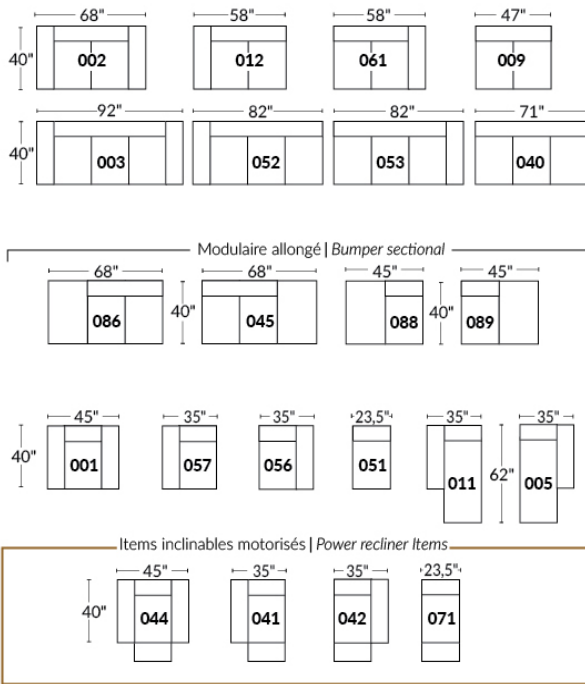 68" 58" 58" 47"
40" 002 012 061 009
92" 82" 82" 71"
40" 003 052 053 040
Modulaire allongé | Bumper sectional
68" 68" 45" 45"
086 40" 045 088 40" 089
45" 35" 35" 23,5" 35" 35"
40" 001 057 056 051 011 62" 005
Items inclinables motorisés | Power recliner Items
45" 35" 35" 23,5"
40" 044 041 042 071